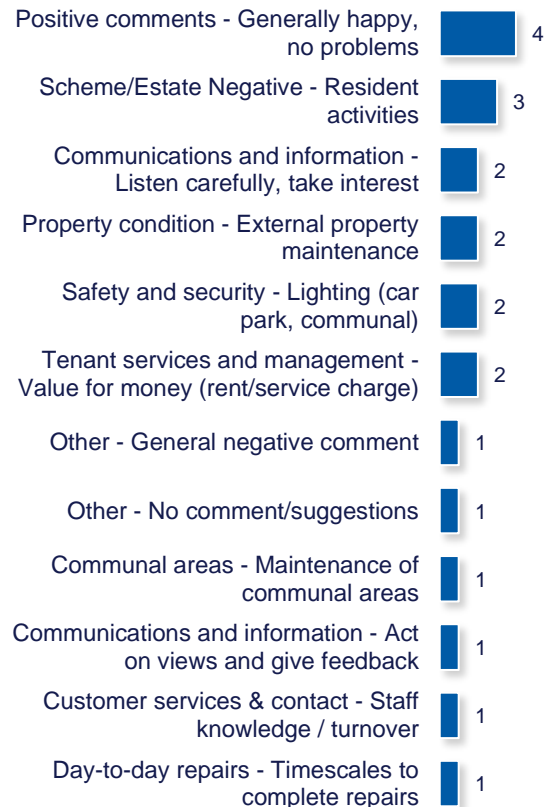 Positive comments - Generally happy,
no problems
4
Scheme/Estate Negative - Resident
activities
3
Communications and information -
Listen carefully, take interest
2
Property condition - External property
maintenance
2
Safety and security - Lighting (car
park, communal)
2
Tenant services and management -
Value for money (rent/service charge)
2
Other - General negative comment
1
Other - No comment/suggestions
1
Communal areas - Maintenance of
communal areas
1
Communications and information - Act
on views and give feedback
1
Customer services & contact - Staff
knowledge / turnover
1
Day-to-day repairs - Timescales to
complete repairs
1